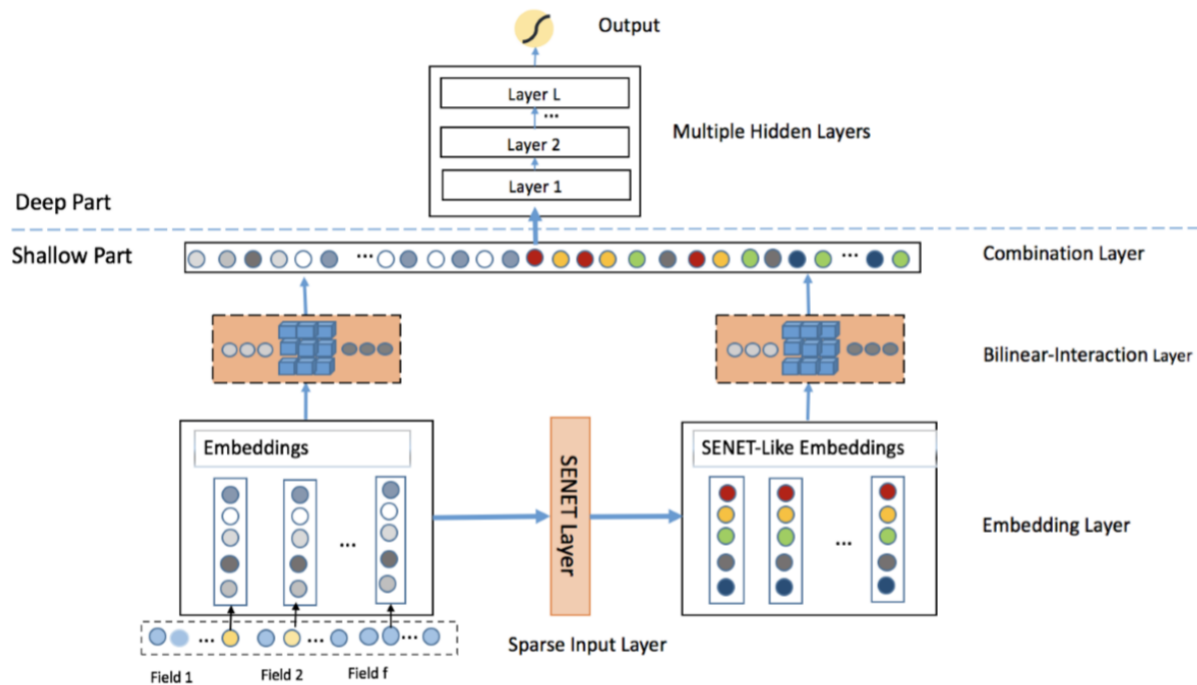 Output
Layer L
...
Layer 2
Layer 1
Multiple Hidden Layers
Deep Part
Shallow Part
... ...
Combination Layer
Bilinear-Interaction Layer
Embeddings
...
SENET Layer
SENET-Like Embeddings
...
Embedding Layer
... ... ...
Sparse Input Layer
Field 1
Field 2
Field f